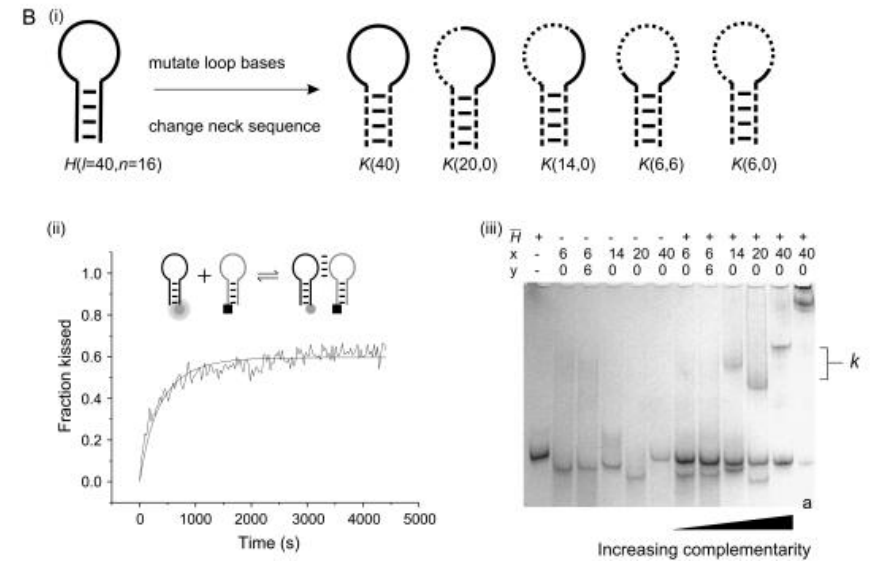 B (i)
mutate loop bases
change neck sequence
H(l=40,n=16) K(40) K(20,0) K(14,0) K(6,6) K(6,0)
(ii)
Fraction kissed
1.0
0.8
0.6
0.4
0.2
0.0
0 1000 2000 3000 4000 5000
Time (s)
(iii) H̅ + - - - - - + + + + +
x - 6 6 14 20 40 6 6 14 20 40 40
y - 0 6 0 0 0 0 6 0 0 0 0
k
a
Increasing complementarity